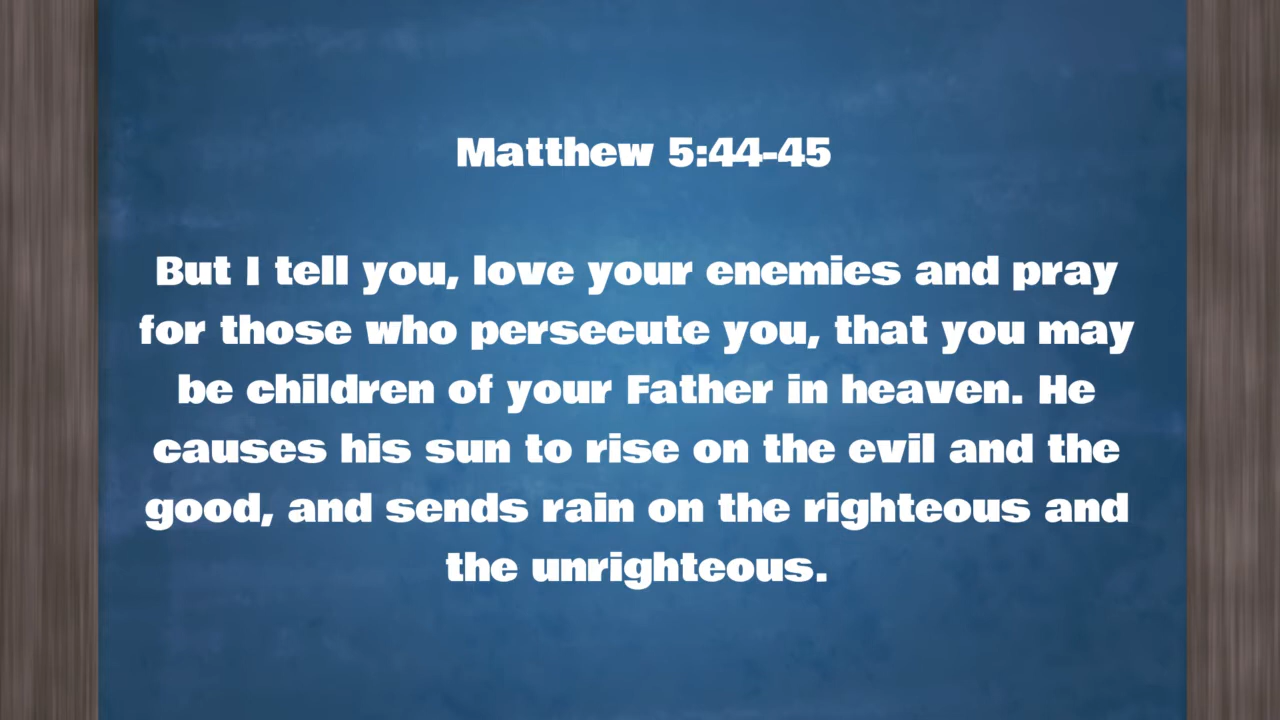 Matthew 5:44-45
But I tell you, love your enemies and pray
for those who persecute you, that you may
be children of your Father in heaven. He
causes his sun to rise on the evil and the
good, and sends rain on the righteous and
the unrighteous.